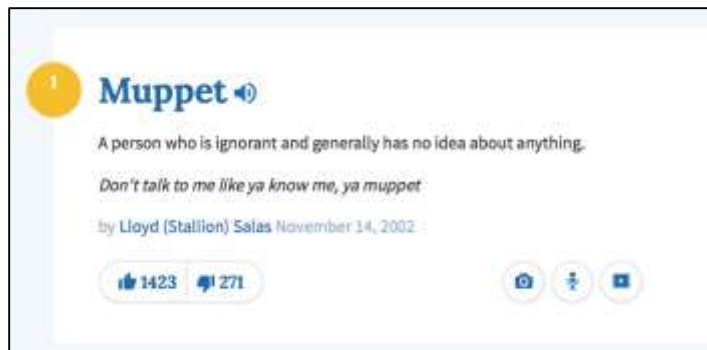 1
Muppet
A person who is ignorant and generally has no idea about anything.
Don't talk to me like ya know me, ya muppet
by Lloyd (Stallion) Salas November 14, 2002
1423 271